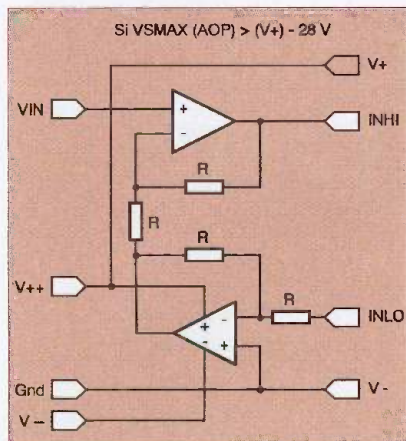 Si VSMAX (AOP) > (V+) - 28 V
V+
VIN
+
-
INHI
R
R
R
V++
R
INLO
+
-
-
+
Gnd
V -
V --